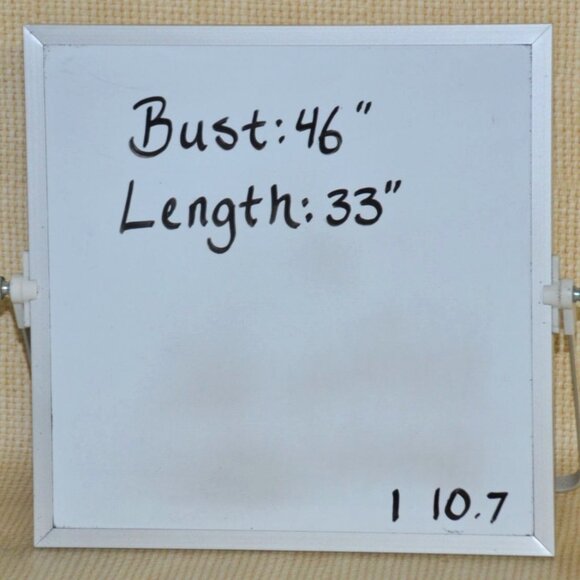 Bust: 46"
Length: 33"
1 10.7